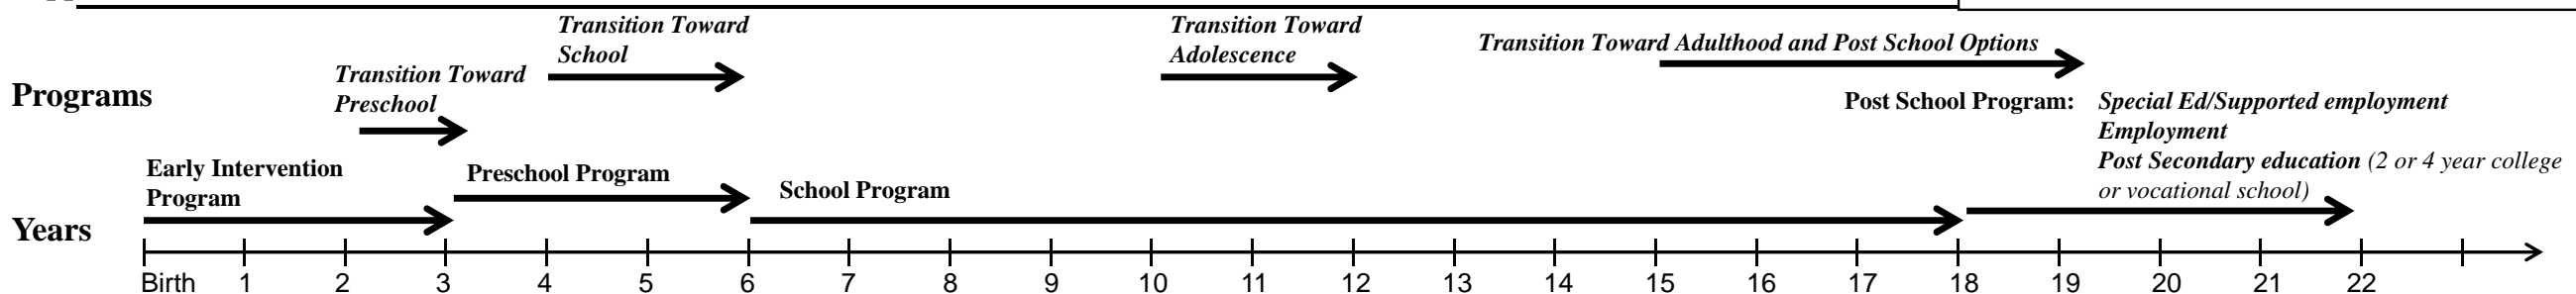 Transition Toward
School
Transition Toward
Adolescence
Transition Toward Adulthood and Post School Options
Transition Toward
Preschool
Programs
Post School Program:
Special Ed/Supported employment
Employment
Post Secondary education (2 or 4 year college
or vocational school)
Early Intervention
Program
Preschool Program
School Program
Years
Birth 1 2 3 4 5 6 7 8 9 10 11 12 13 14 15 16 17 18 19 20 21 22